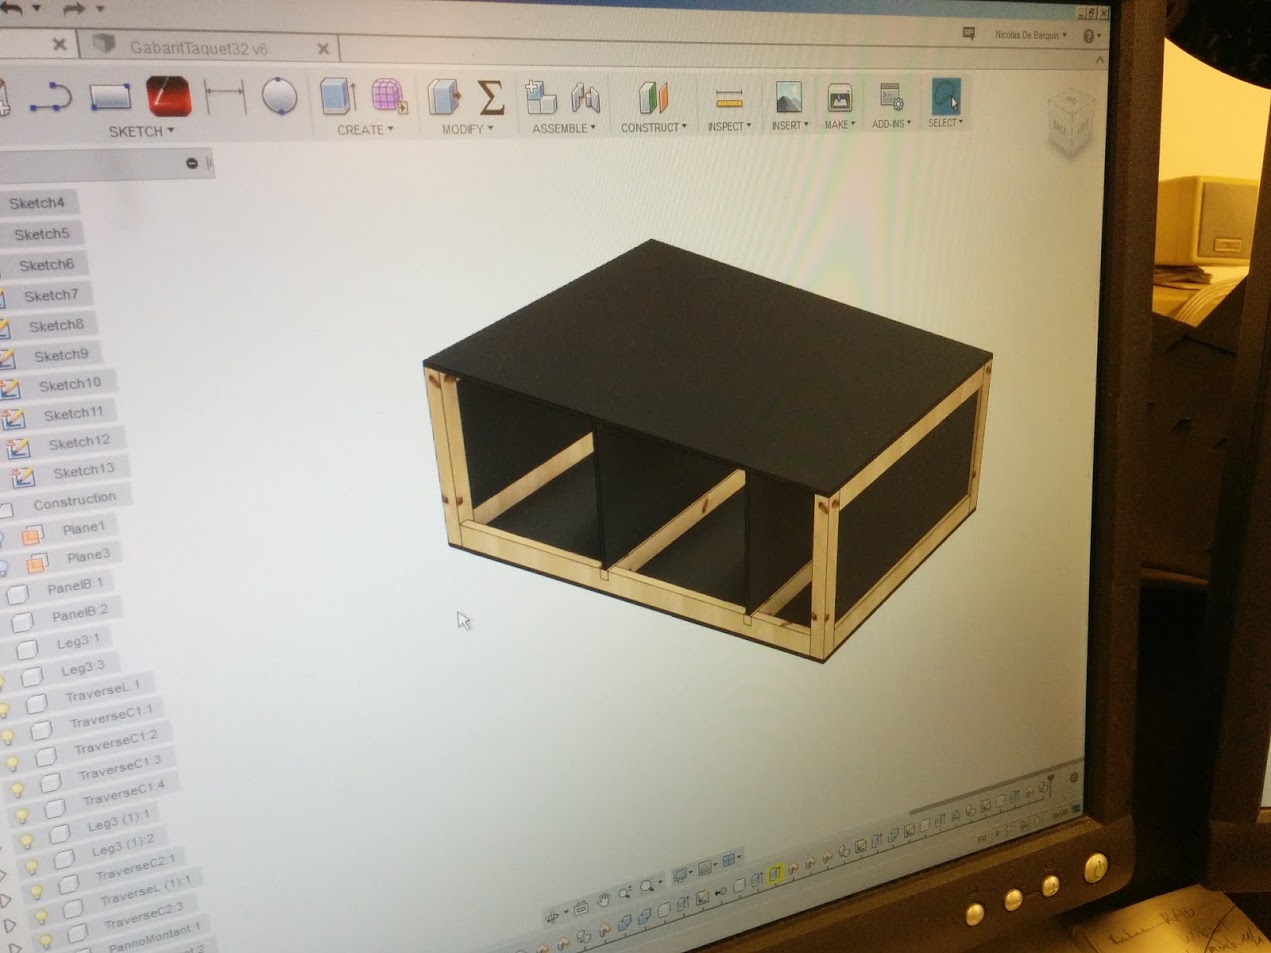 GabaritTaquet32 v6
Nicolas De Barquin
SKETCH
CREATE
MODIFY
ASSEMBLE
CONSTRUCT
INSPECT
INSERT
MAKE
ADD-INS
SELECT
BACK
Sketch4
Sketch5
Sketch6
Sketch7
Sketch8
Sketch9
Sketch10
Sketch11
Sketch12
Sketch13
Construction
Plane1
Plane3
PanelB:1
PanelB:2
Leg3:1
Leg3:3
TraverseL:1
TraverseC1:1
TraverseC1:2
TraverseC1:3
TraverseC1:4
Leg3 (1):1
Leg3 (1):2
TraverseC2:1
TraverseL (1):1
TraverseC2:3
PannoMontant:1
FR